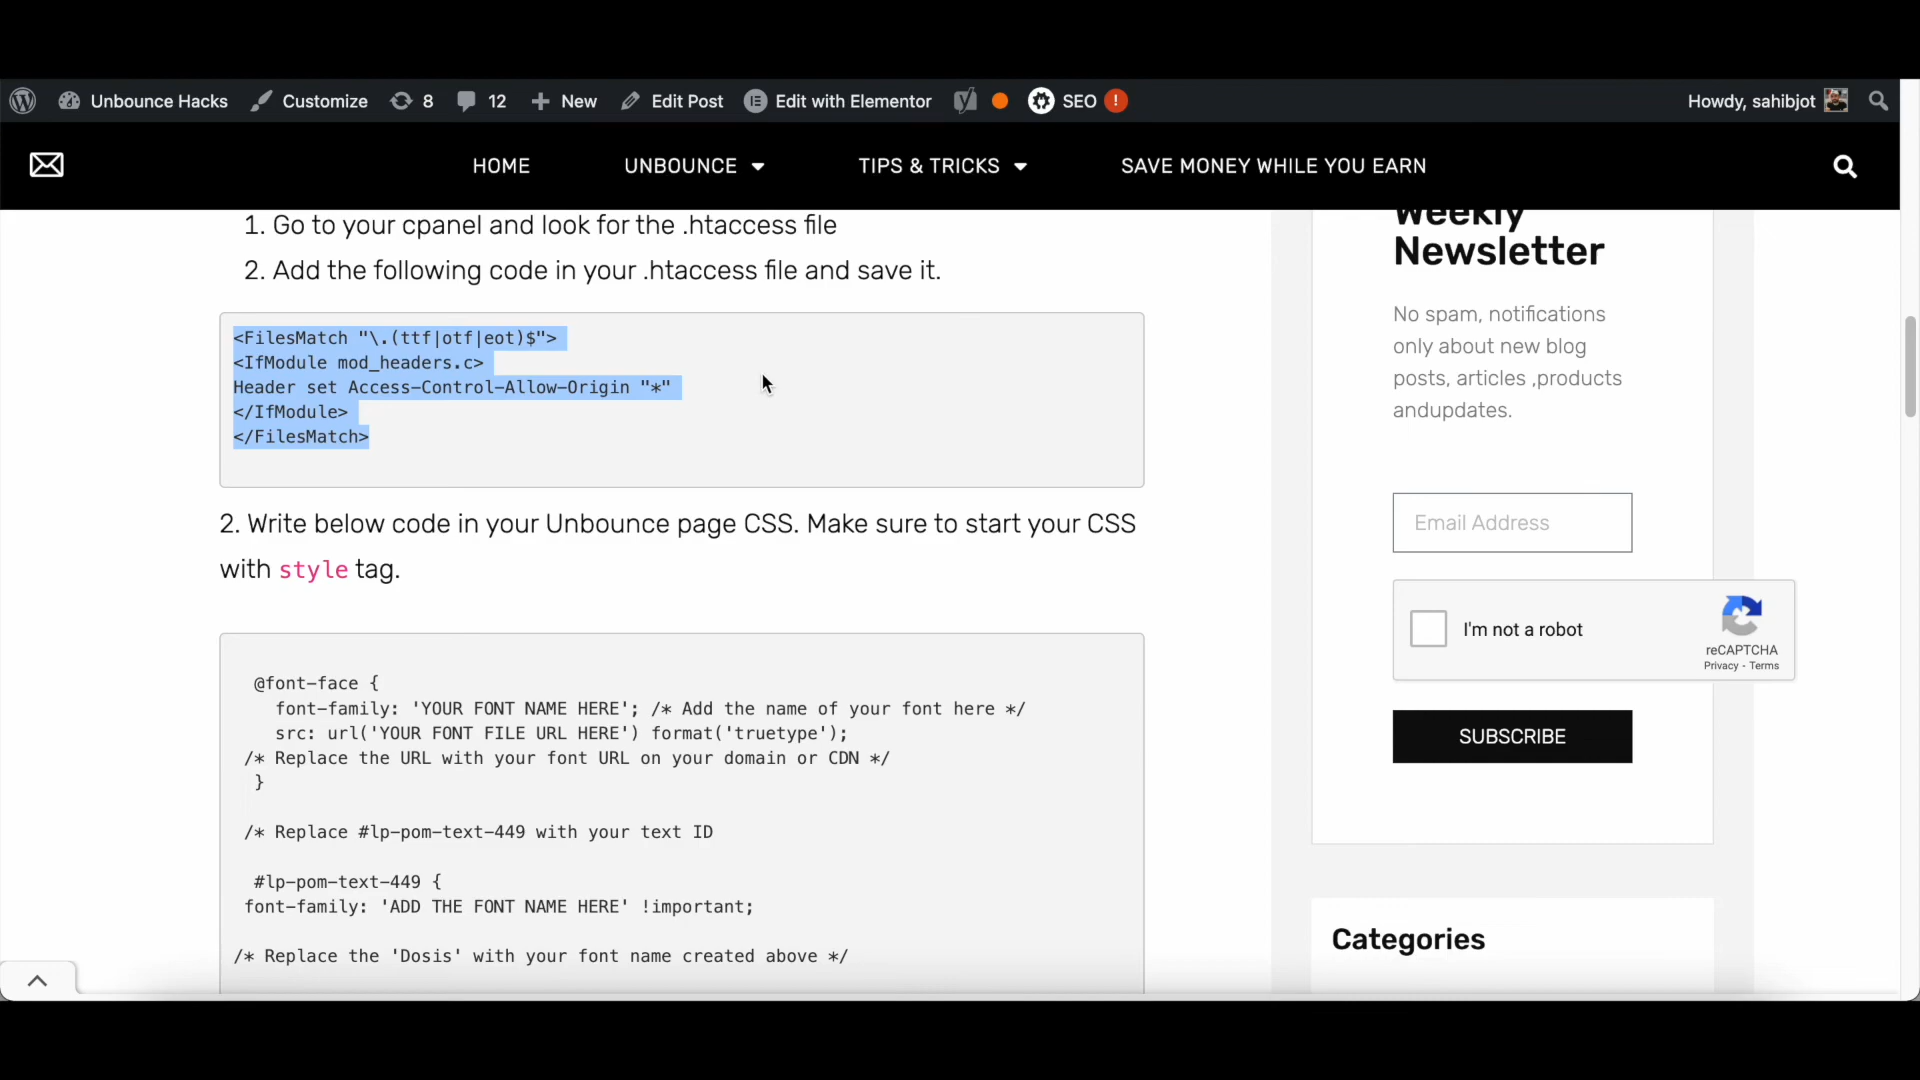 Unbounce Hacks Customize 8 12 New Edit Post Edit with Elementor SEO ! Howdy, sahibjot
HOME UNBOUNCE TIPS & TRICKS SAVE MONEY WHILE YOU EARN
1. Go to your cpanel and look for the .htaccess file
2. Add the following code in your .htaccess file and save it.
<FilesMatch "\.(ttf|otf|eot)$">
<IfModule mod_headers.c>
Header set Access-Control-Allow-Origin "*"
</IfModule>
</FilesMatch>
2. Write below code in your Unbounce page CSS. Make sure to start your CSS
with style tag.
@font-face {
font-family: 'YOUR FONT NAME HERE'; /* Add the name of your font here */
src: url('YOUR FONT FILE URL HERE') format('truetype');
/* Replace the URL with your font URL on your domain or CDN */
}
/* Replace #lp-pom-text-449 with your text ID
#lp-pom-text-449 {
font-family: 'ADD THE FONT NAME HERE' !important;
/* Replace the 'Dosis' with your font name created above */
Weekly
Newsletter
No spam, notifications
only about new blog
posts, articles ,products
andupdates.
Email Address
I'm not a robot
reCAPTCHA
Privacy - Terms
SUBSCRIBE
Categories